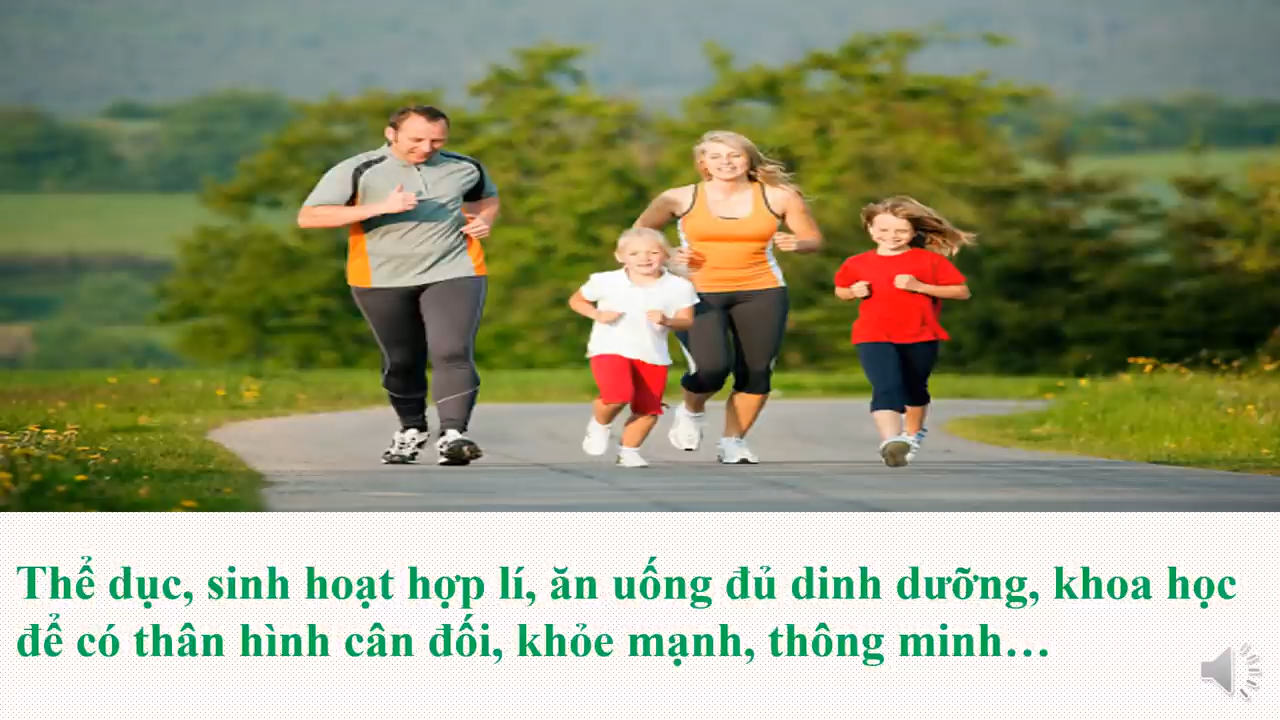 Thể dục, sinh hoạt hợp lí, ăn uống đủ dinh dưỡng, khoa học
để có thân hình cân đối, khỏe mạnh, thông minh…